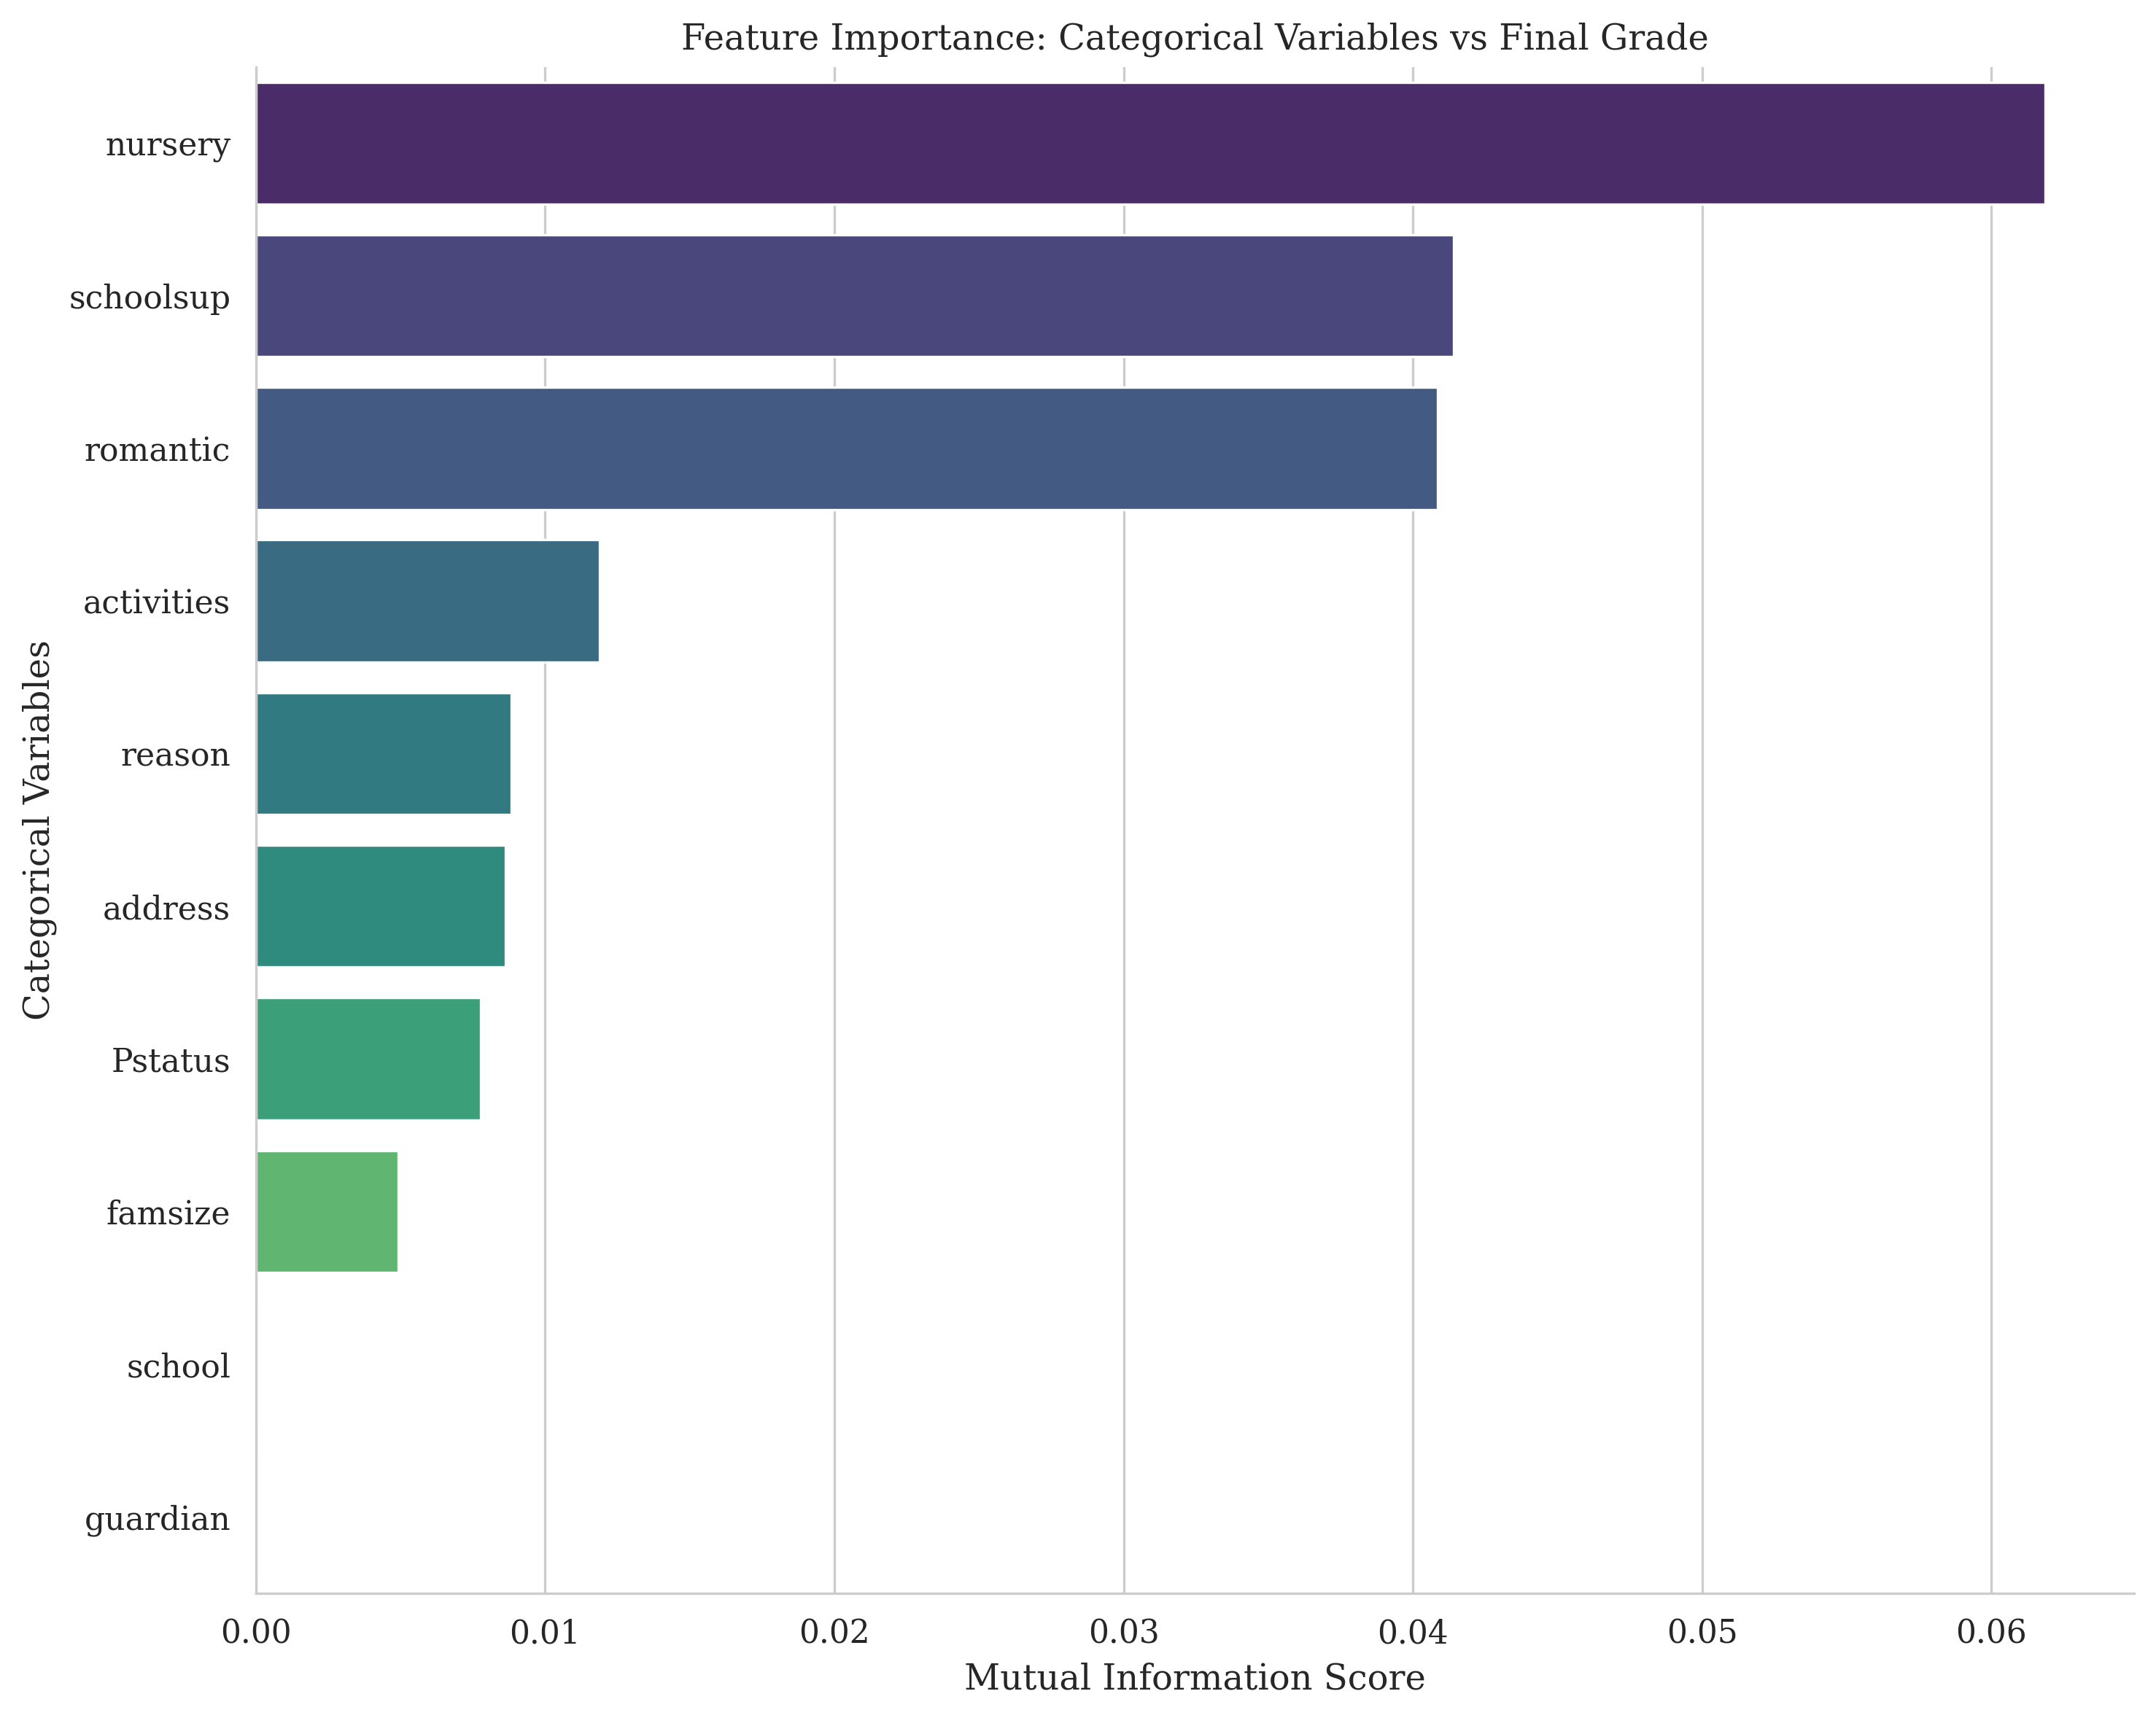 Feature Importance: Categorical Variables vs Final Grade
Categorical Variables
nursery
schoolsup
romantic
activities
reason
address
Pstatus
famsize
school
guardian
0.00 0.01 0.02 0.03 0.04 0.05 0.06
Mutual Information Score